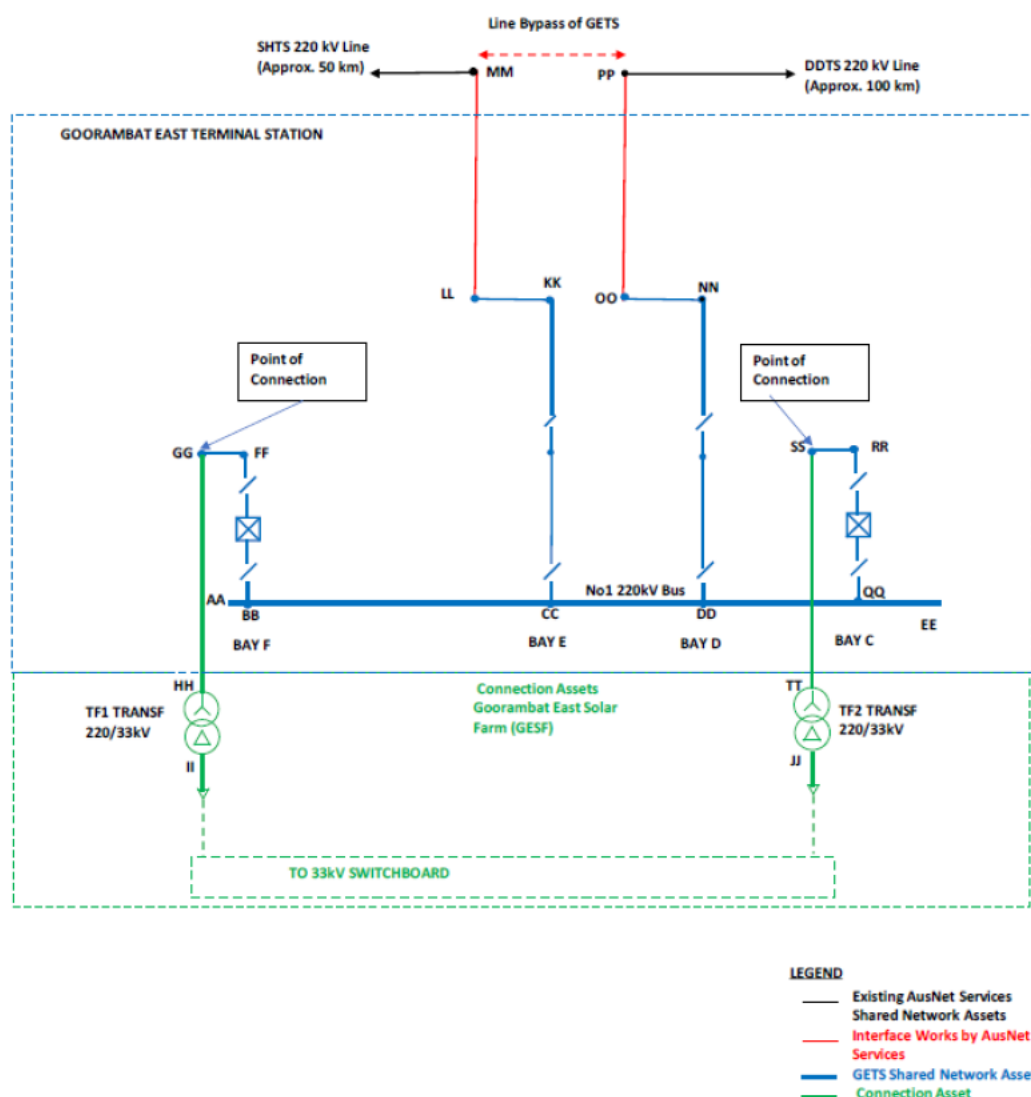 Line Bypass of GETS
SHTS 220 kV Line
(Approx. 50 km)
MM
PP
DDTS 220 kV Line
(Approx. 100 km)
GOORAMBAT EAST TERMINAL STATION
LL
KK
OO
NN
Point of
Connection
Point of
Connection
GG
FF
SS
RR
AA
BB
No1 220kV Bus
CC
DD
QQ
EE
BAY F
BAY E
BAY D
BAY C
HH
TF1 TRANSF
220/33kV
II
Connection Assets
Goorambat East Solar
Farm (GESF)
TT
TF2 TRANSF
220/33kV
JJ
TO 33kV SWITCHBOARD
LEGEND
Existing AusNet Services
Shared Network Assets
Interface Works by AusNet
Services
GETS Shared Network Asse
Connection Asset